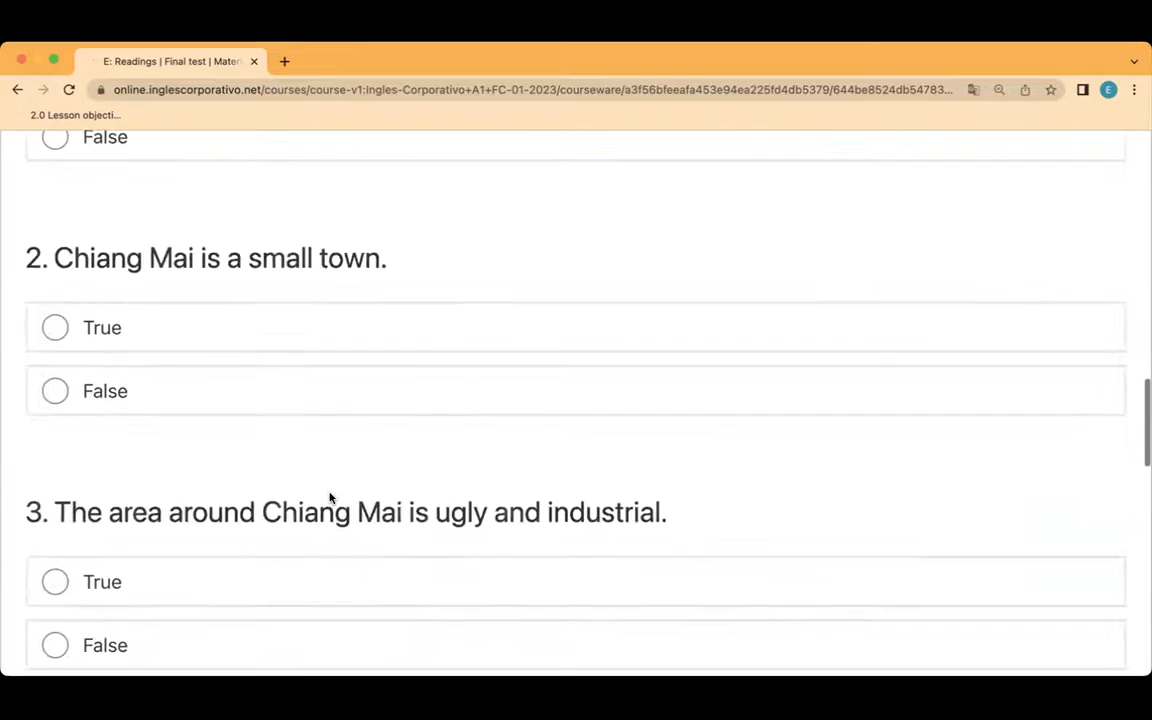 E: Readings | Final test | Mater
online.inglescorporativo.net/courses/course-v1:Ingles-Corporativo+A1+FC-01-2023/courseware/a3f56bfeeafa453e94ea225fd4db5379/644be8524db54783...
E
2.0 Lesson objecti...
False
2. Chiang Mai is a small town.
True
False
3. The area around Chiang Mai is ugly and industrial.
True
False